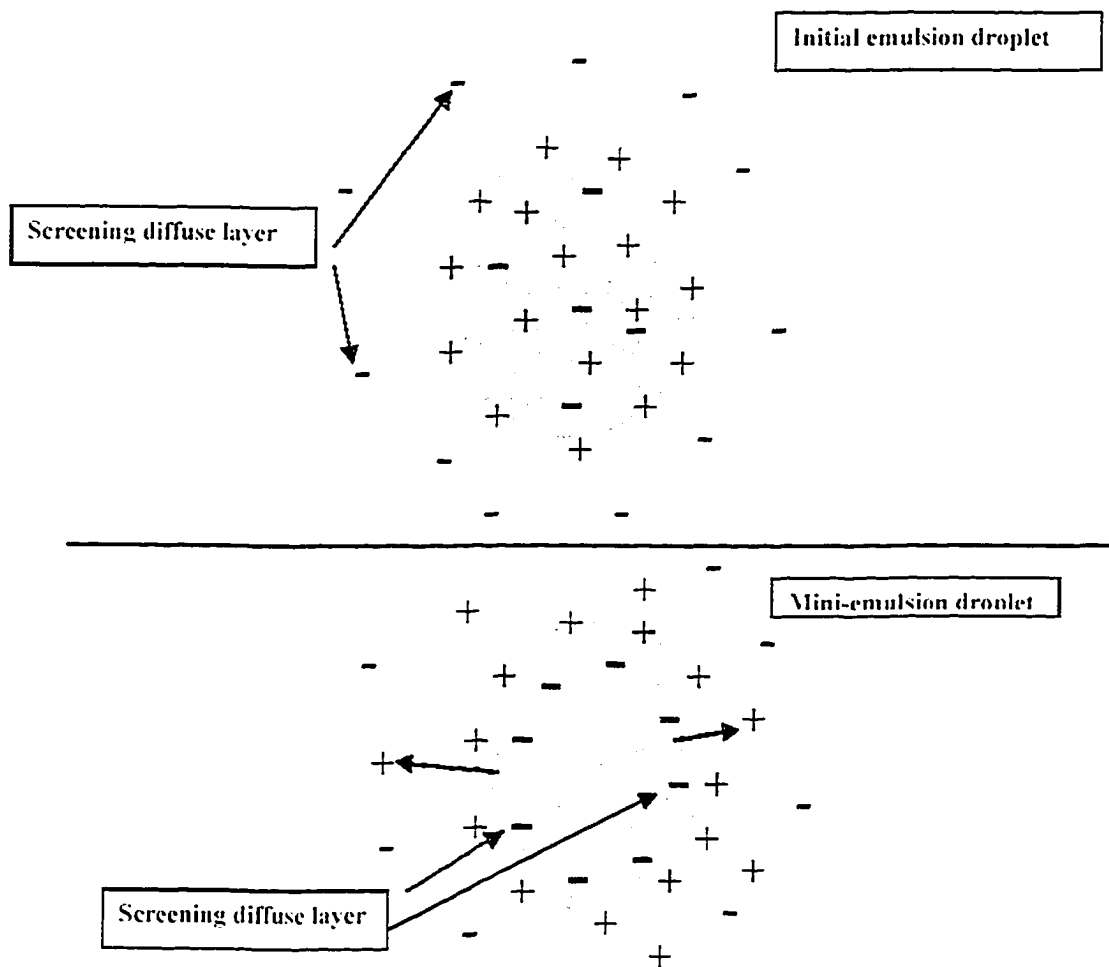 Initial emulsion droplet
Screening diffuse layer
Mini-emulsion droplet
Screening diffuse layer